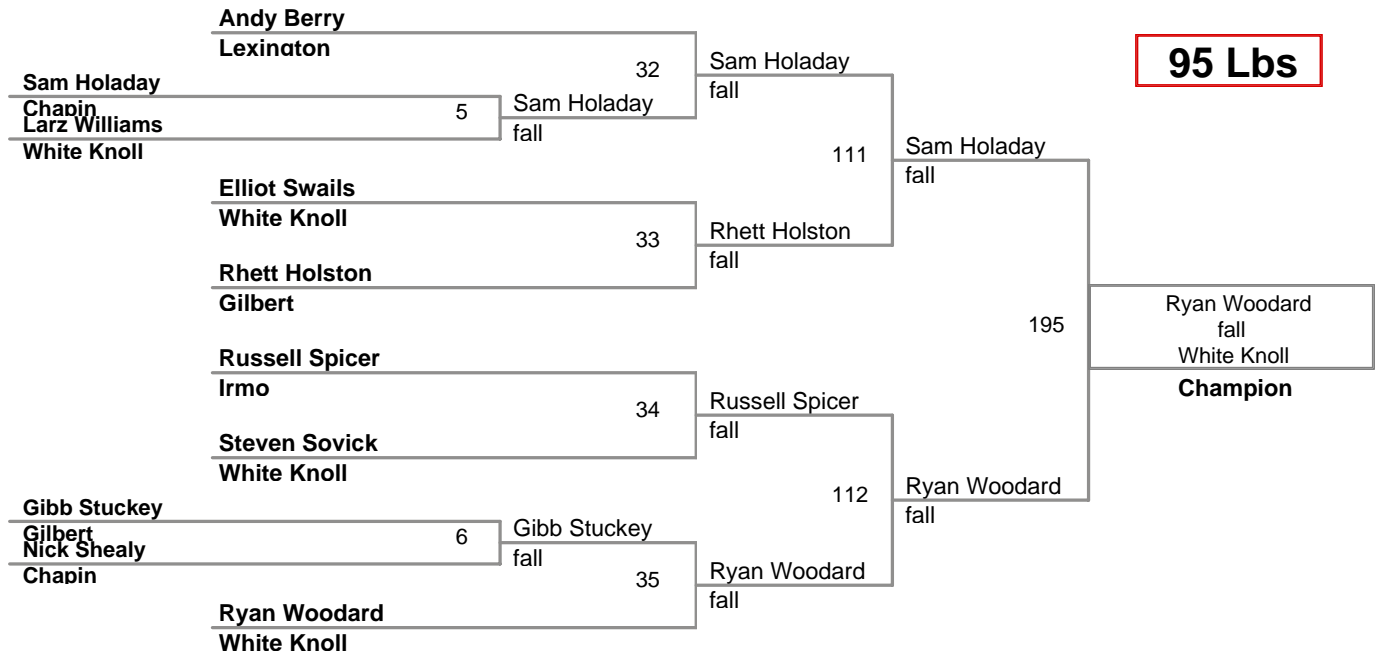 Andy Berry
Lexington
95 Lbs
32
Sam Holaday
fall
Sam Holaday
Chapin
5
Sam Holaday
fall
Larz Williams
White Knoll
111
Sam Holaday
fall
Elliot Swails
White Knoll
33
Rhett Holston
fall
Rhett Holston
Gilbert
195
Ryan Woodard
fall
White Knoll
Champion
Russell Spicer
Irmo
34
Russell Spicer
fall
Steven Sovick
White Knoll
112
Ryan Woodard
fall
Gibb Stuckey
Gilbert
6
Gibb Stuckey
fall
Nick Shealy
Chapin
35
Ryan Woodard
fall
Ryan Woodard
White Knoll